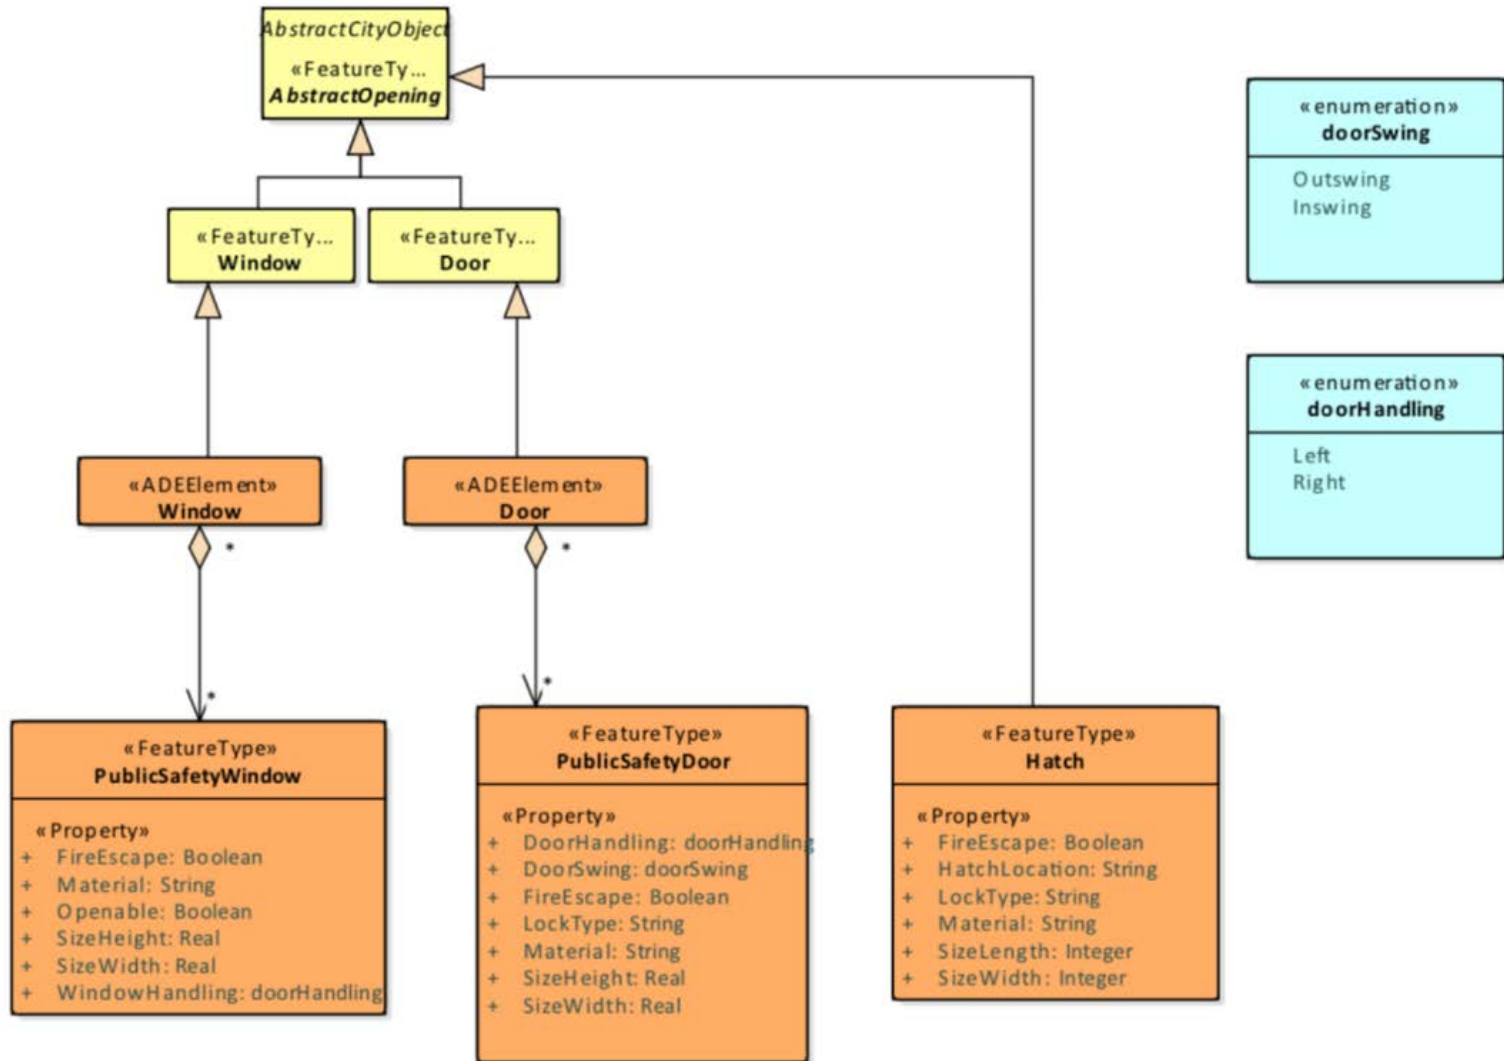 AbstractCityObject
«FeatureTy...
AbstractOpening
«FeatureTy...
Window
«FeatureTy...
Door
«ADEElement»
Window
*
«ADEElement»
Door
*
*
«FeatureType»
PublicSafetyWindow
«Property»
+ FireEscape: Boolean
+ Material: String
+ Openable: Boolean
+ SizeHeight: Real
+ SizeWidth: Real
+ WindowHandling: doorHandling
*
«FeatureType»
PublicSafetyDoor
«Property»
+ DoorHandling: doorHandling
+ DoorSwing: doorSwing
+ FireEscape: Boolean
+ LockType: String
+ Material: String
+ SizeHeight: Real
+ SizeWidth: Real
«FeatureType»
Hatch
«Property»
+ FireEscape: Boolean
+ HatchLocation: String
+ LockType: String
+ Material: String
+ SizeLength: Integer
+ SizeWidth: Integer
«enumeration»
doorSwing
Outswing
Inswing
«enumeration»
doorHandling
Left
Right